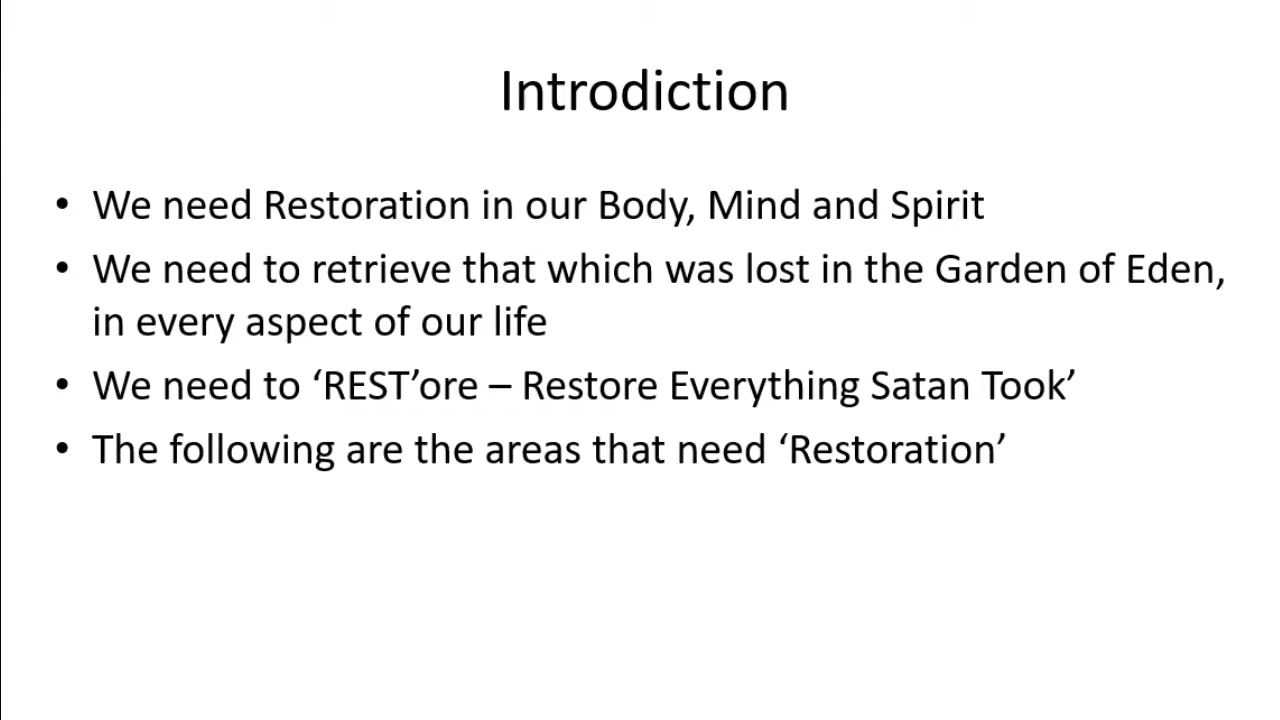 Introdiction
• We need Restoration in our Body, Mind and Spirit
• We need to retrieve that which was lost in the Garden of Eden,
in every aspect of our life
• We need to ‘REST’ore – Restore Everything Satan Took’
• The following are the areas that need ‘Restoration’